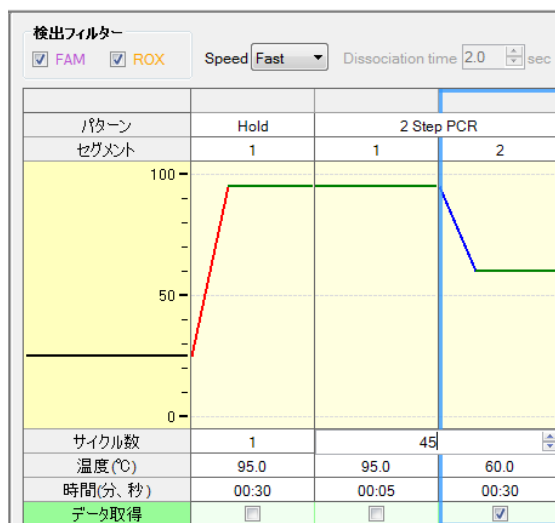 検出フィルター
FAM ROX Speed Fast Dissociation time 2.0 sec
パターン Hold 2 Step PCR
セグメント 1 1 2
100
50
0
サイクル数 1 45
温度(℃) 95.0 95.0 60.0
時間(分、秒) 00:30 00:05 00:30
データ取得